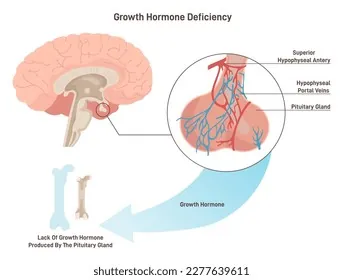 Growth Hormone Deficiency
Superior
Hypophyseal Antery
Hypophyseal
Portal Veins
Pituitary Gland
Growth Hormone
Lack Of Growth Hormone
Produced By The Pituitary Gland
shutterstock.com · 2277639611